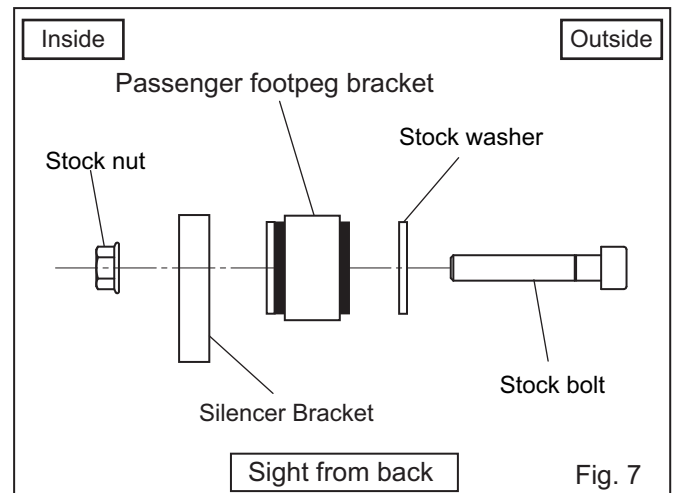 Inside
Outside
Passenger footpeg bracket
Stock washer
Stock nut
Stock bolt
Silencer Bracket
Sight from back
Fig. 7